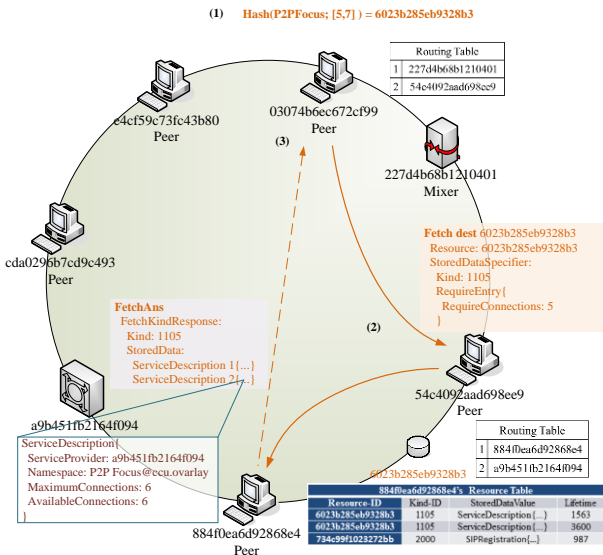 (1) Hash(P2PFocus; [5,7] ) = 6023b285eb9328b3
Routing Table
1 227d4b68b1210401
2 54c4092aad698ee9
e4cf59c73fc43b80
Peer
03074b6ec672cf99
Peer
(3)
227d4b68b1210401
Mixer
cda0296b7cd9c493
Peer
Fetch dest 6023b285eb9328b3
Resource: 6023b285eb9328b3
StoredDataSpecifier:
Kind: 1105
RequireEntry{
RequireConnections: 5
}
FetchAns
FetchKindResponse:
Kind: 1105
StoredData:
ServiceDescription 1{...}
ServiceDescription 2{...}
(2)
54c4092aad698ee9
Peer
a9b451fb2164f094
Routing Table
1 884f0ea6d92868e4
2 a9b451fb2164f094
ServiceDescription{
ServiceProvider: a9b451fb2164f094
Namespace: P2P Focus@ccu.ovarlay
MaximumConnections: 6
AvailableConnections: 6
}
6023b285eb9328b3
884f0ea6d92868e4
Peer
884f0ea6d92868e4's Resource Table
Resource-ID Kind-ID StoredDataValue Lifetime
6023b285eb9328b3 1105 ServiceDescription{...} 1563
6023b285eb9328b3 1105 ServiceDescription{...} 3600
734c99f1023272bb 2000 SIPRegistration{...} 987